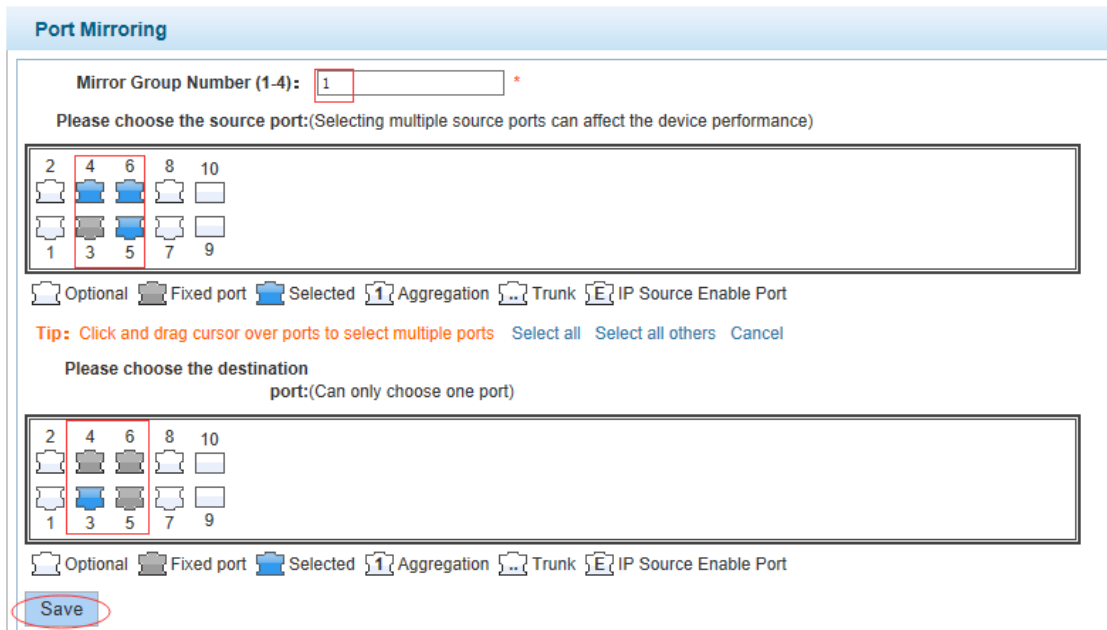 Port Mirroring
Mirror Group Number (1-4): 1 *
Please choose the source port:(Selecting multiple source ports can affect the device performance)
2 4 6 8 10
1 3 5 7 9
Optional Fixed port Selected 1 Aggregation .. Trunk E IP Source Enable Port
Tip: Click and drag cursor over ports to select multiple ports Select all Select all others Cancel
Please choose the destination
port:(Can only choose one port)
2 4 6 8 10
1 3 5 7 9
Optional Fixed port Selected 1 Aggregation .. Trunk E IP Source Enable Port
Save